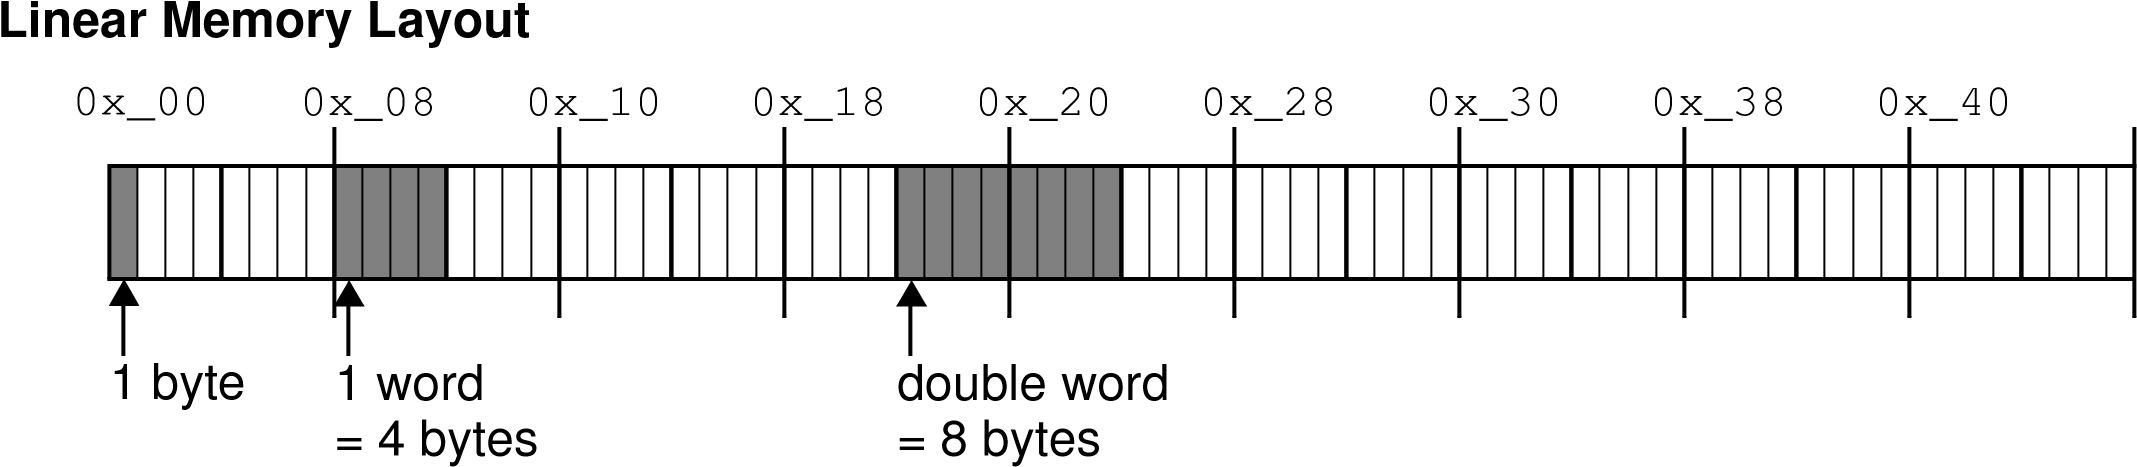 Linear Memory Layout
0x_00 0x_08 0x_10 0x_18 0x_20 0x_28 0x_30 0x_38 0x_40
1 byte
1 word
= 4 bytes
double word
= 8 bytes